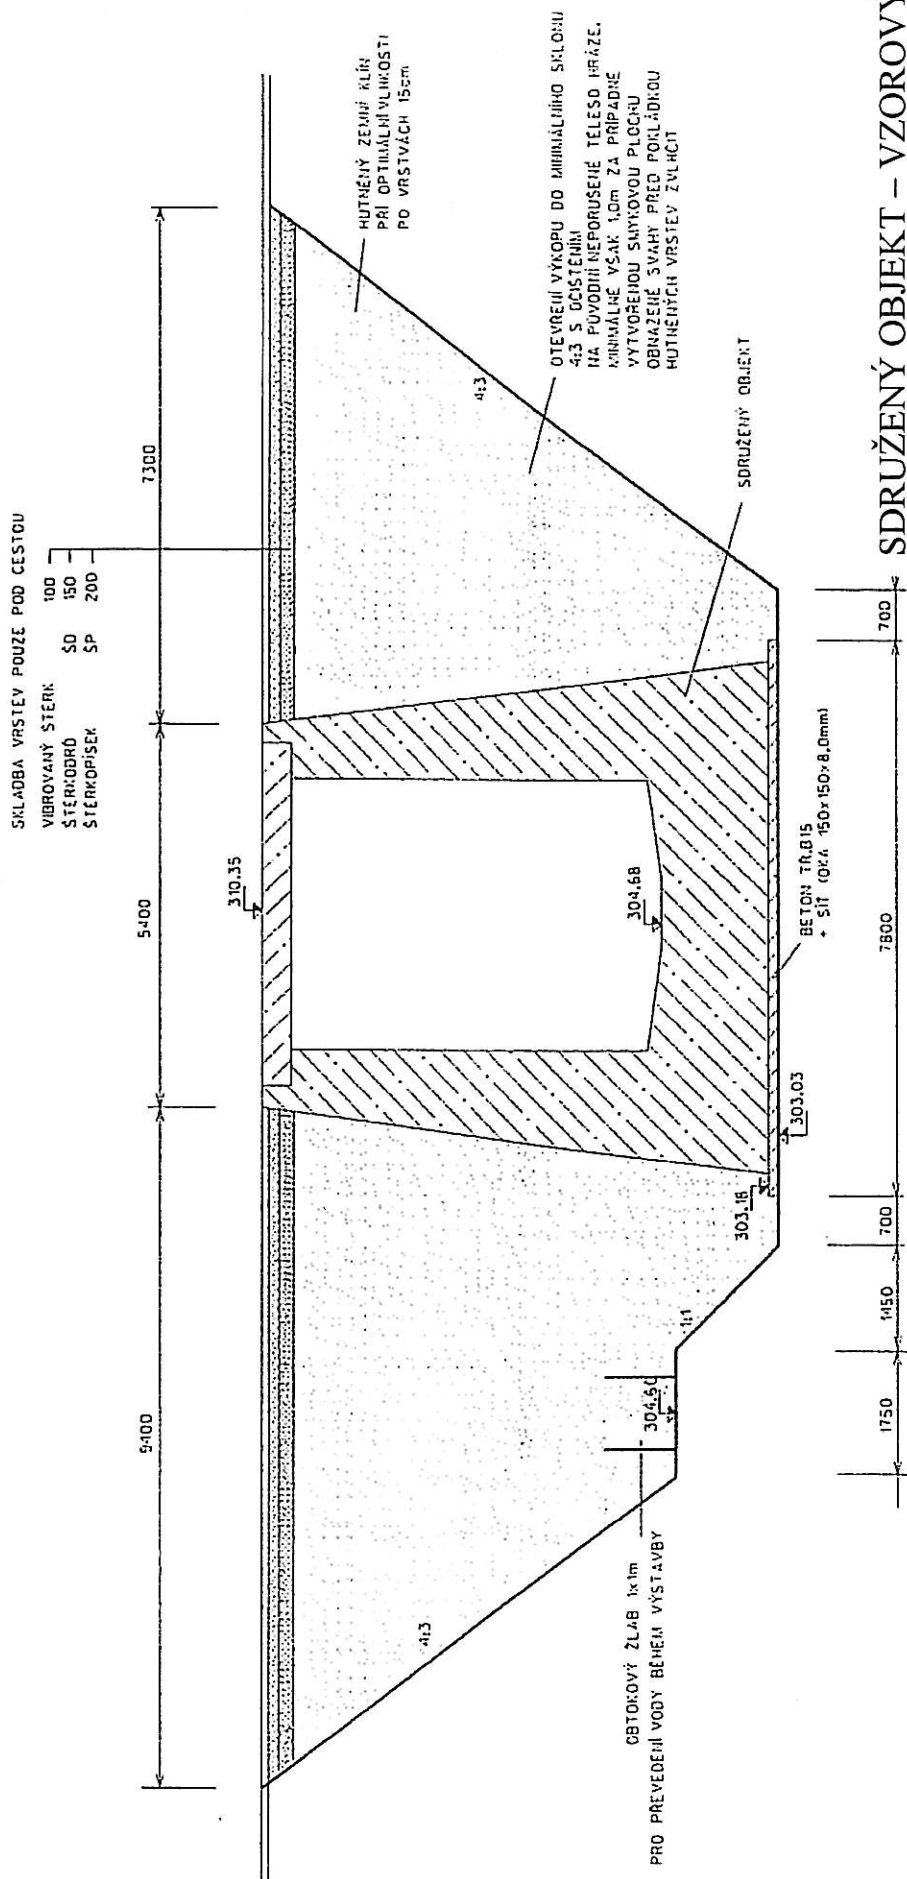 SKLADBA VRSTEV POUZE POD CESTOU
VIBROVANÝ ŠTĚRK 100
ŠTĚRKODRŤ ŠD 150
ŠTĚRKOPÍSEK ŠP 200
9400
5400
7300
HUTNĚNÝ ZEMNÍ KLÍN
PŘI OPTIMÁLNÍ VLHKOSTI
PO VRSTVÁCH 15cm
310.35
OTEVŘENÍ VÝKOPU DO MINIMÁLNÍHO SKLONU
4:3 S OČIŠTĚNÍM
NA PŮVODNÍ NEPORUŠENÉ TĚLESO HRÁZE.
MINIMÁLNĚ VŠAK 1,0m ZA PŘÍPADNĚ
VYTVOŘENOU SMYKOVOU PLOCHU
OBNAŽENÉ SVAHY PŘED POKLÁDKOU
HUTNĚNÝCH VRSTEV ZVLHČIT
4:3
4:3
304.68
SDRUŽENÝ OBJEKT
304.60
1:1
303.18
303.03
OBTOKOVÝ ŽLAB 1x1m
PRO PŘEVEDENÍ VODY BĚHEM VÝSTAVBY
BETON TŘ.B15
+ SÍŤ (OKA 150x150x8,0mm)
1750
1450
700
7800
700
SDRUŽENÝ OBJEKT – VZOROVÝ